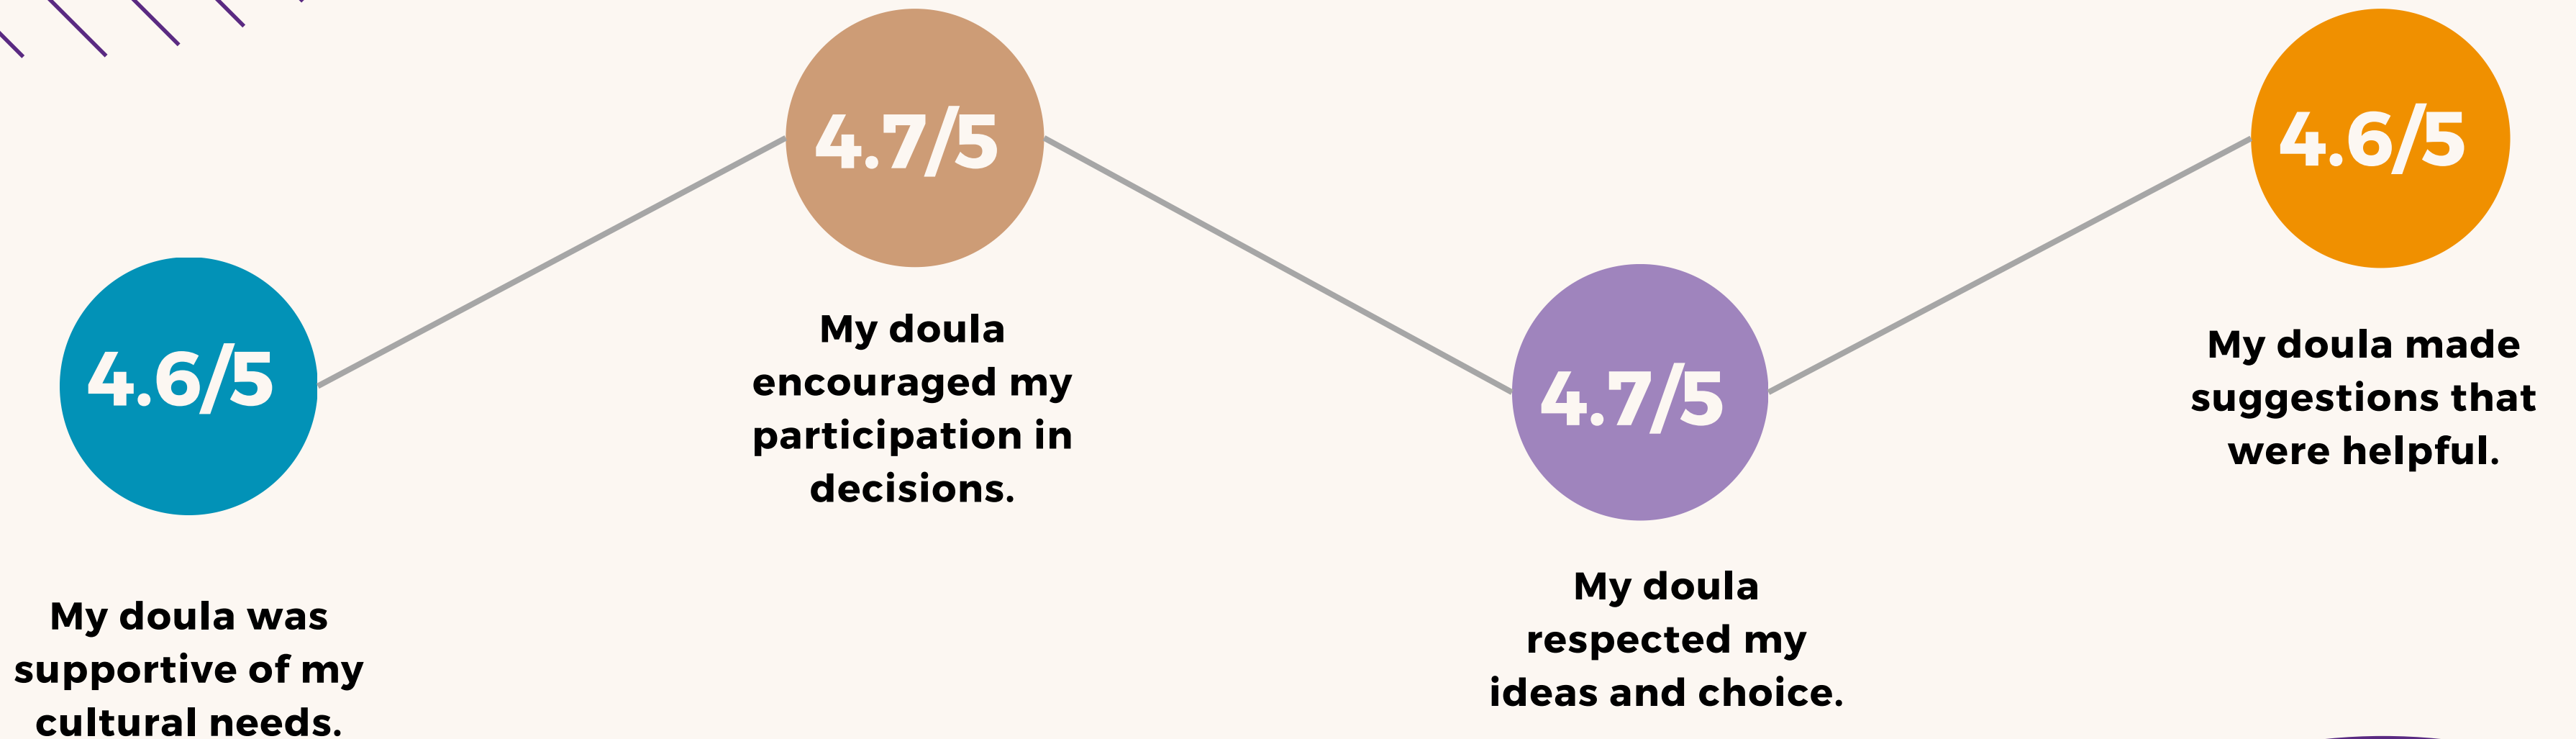 4.6/5
My doula was
supportive of my
cultural needs.
4.7/5
My doula
encouraged my
participation in
decisions.
4.7/5
My doula
respected my
ideas and choice.
4.6/5
My doula made
suggestions that
were helpful.